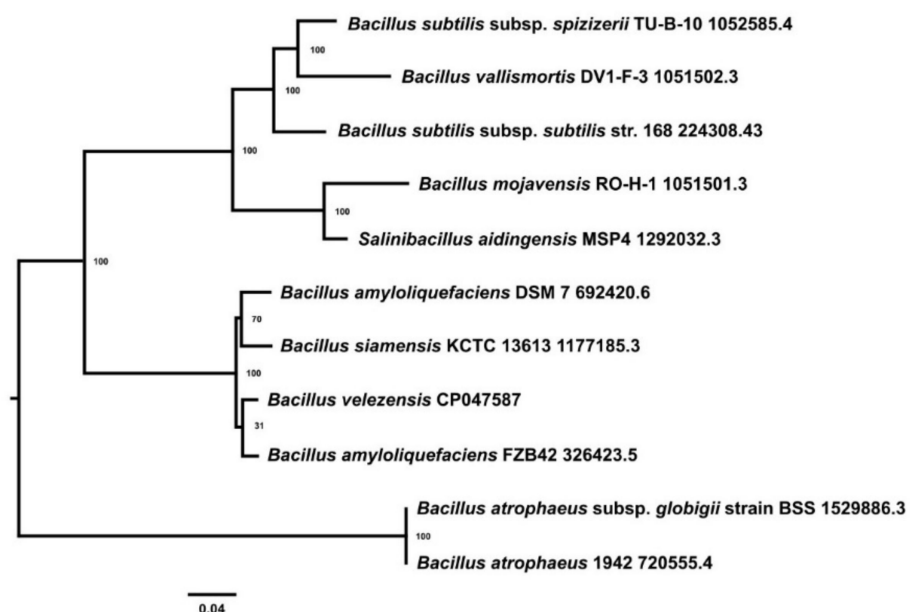 Bacillus subtilis subsp. spizizerii TU-B-10 1052585.4
100
Bacillus vallismortis DV1-F-3 1051502.3
100
Bacillus subtilis subsp. subtilis str. 168 224308.43
100
Bacillus mojavensis RO-H-1 1051501.3
100
Salinibacillus aidingensis MSP4 1292032.3
100
Bacillus amyloliquefaciens DSM 7 692420.6
70
Bacillus siamensis KCTC 13613 1177185.3
100
Bacillus velezensis CP047587
31
Bacillus amyloliquefaciens FZB42 326423.5
Bacillus atrophaeus subsp. globigii strain BSS 1529886.3
100
Bacillus atrophaeus 1942 720555.4
0.04